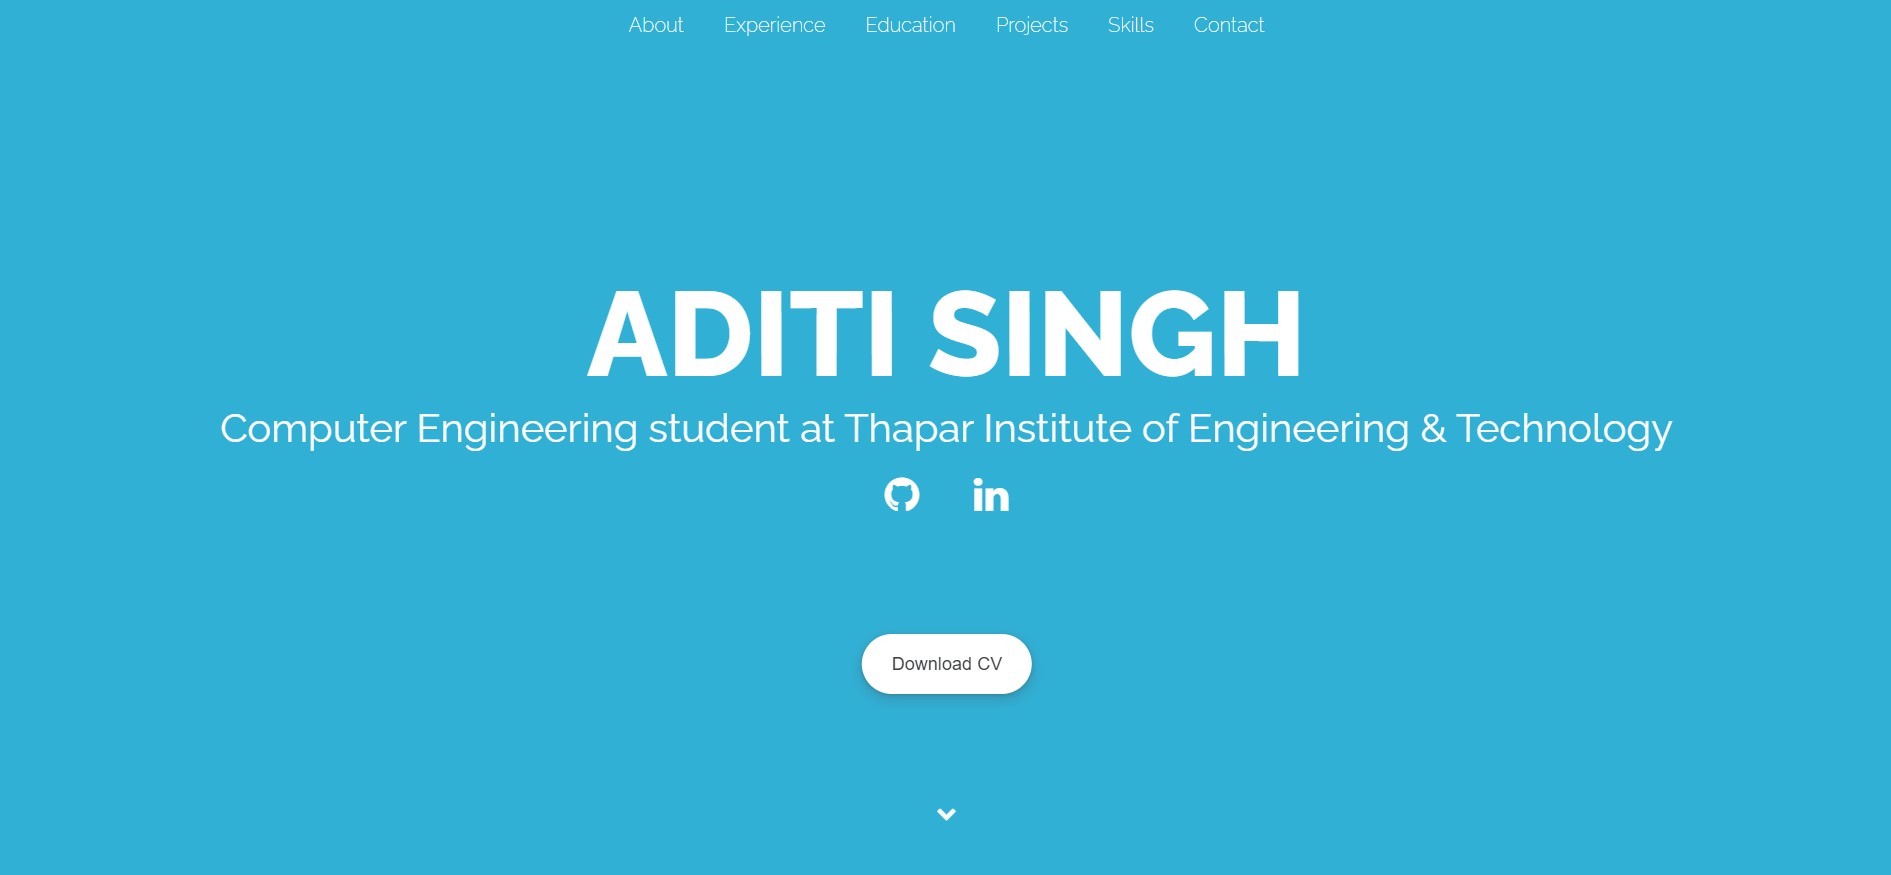 About Experience Education Projects Skills Contact
ADITI SINGH
Computer Engineering student at Thapar Institute of Engineering & Technology
in
Download CV